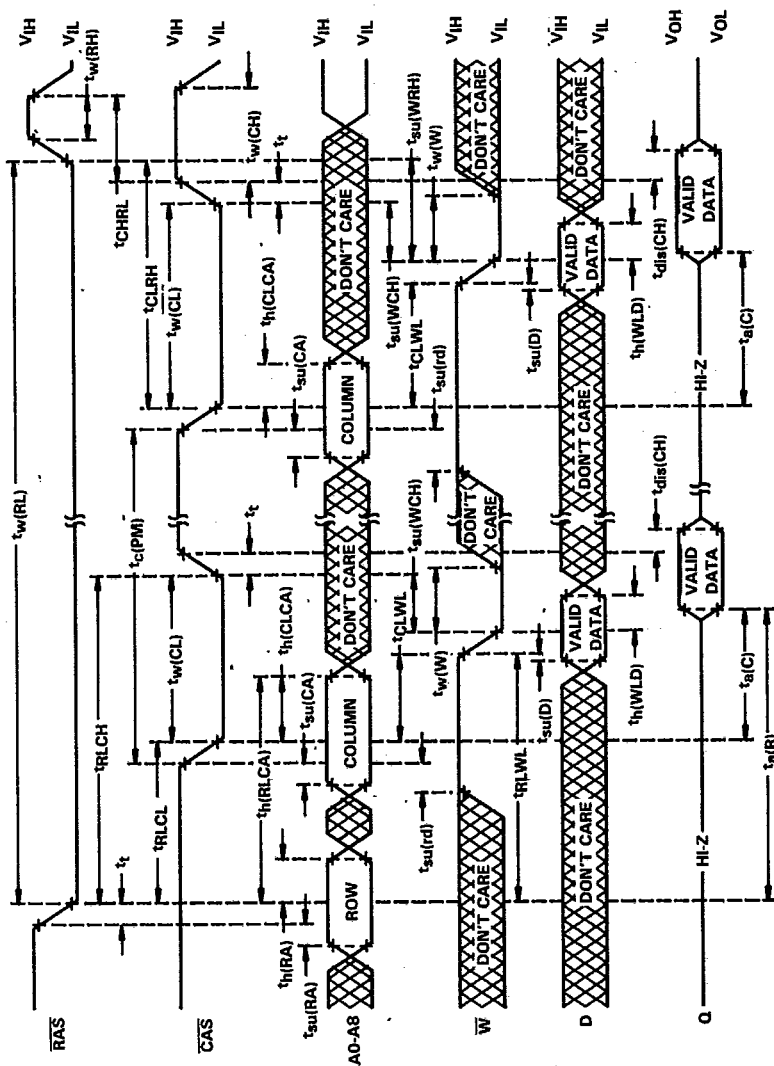 RAS
CAS
A0-A8
W
D
Q
VIH
VIL
tw(RL)
tw(RH)
tt
tRLCH
tRLCL
tw(CL)
tc(PM)
tCLRH
tCHRL
tw(CL)
VIH
VIL
tw(CH)
tt
tt
th(RA)
tsu(RA)
th(RLCA)
tsu(CA)
th(CLCA)
tsu(CA)
th(CLCA)
ROW
COLUMN
DON'T CARE
COLUMN
DON'T CARE
VIH
VIL
tsu(rd)
tCLWL
tw(W)
tsu(WCH)
tsu(rd)
tCLWL
tsu(WCH)
tw(W)
tsu(WRH)
DON'T CARE
DON'T CARE
DON'T CARE
VIH
VIL
tRLWL
tsu(D)
tsu(D)
DON'T CARE
VALID DATA
DON'T CARE
VALID DATA
DON'T CARE
VIH
VIL
th(WLD)
tdis(CH)
th(WLD)
tdis(CH)
HI-Z
VALID DATA
HI-Z
VALID DATA
VOH
VOL
ta(C)
ta(C)
ta(R)